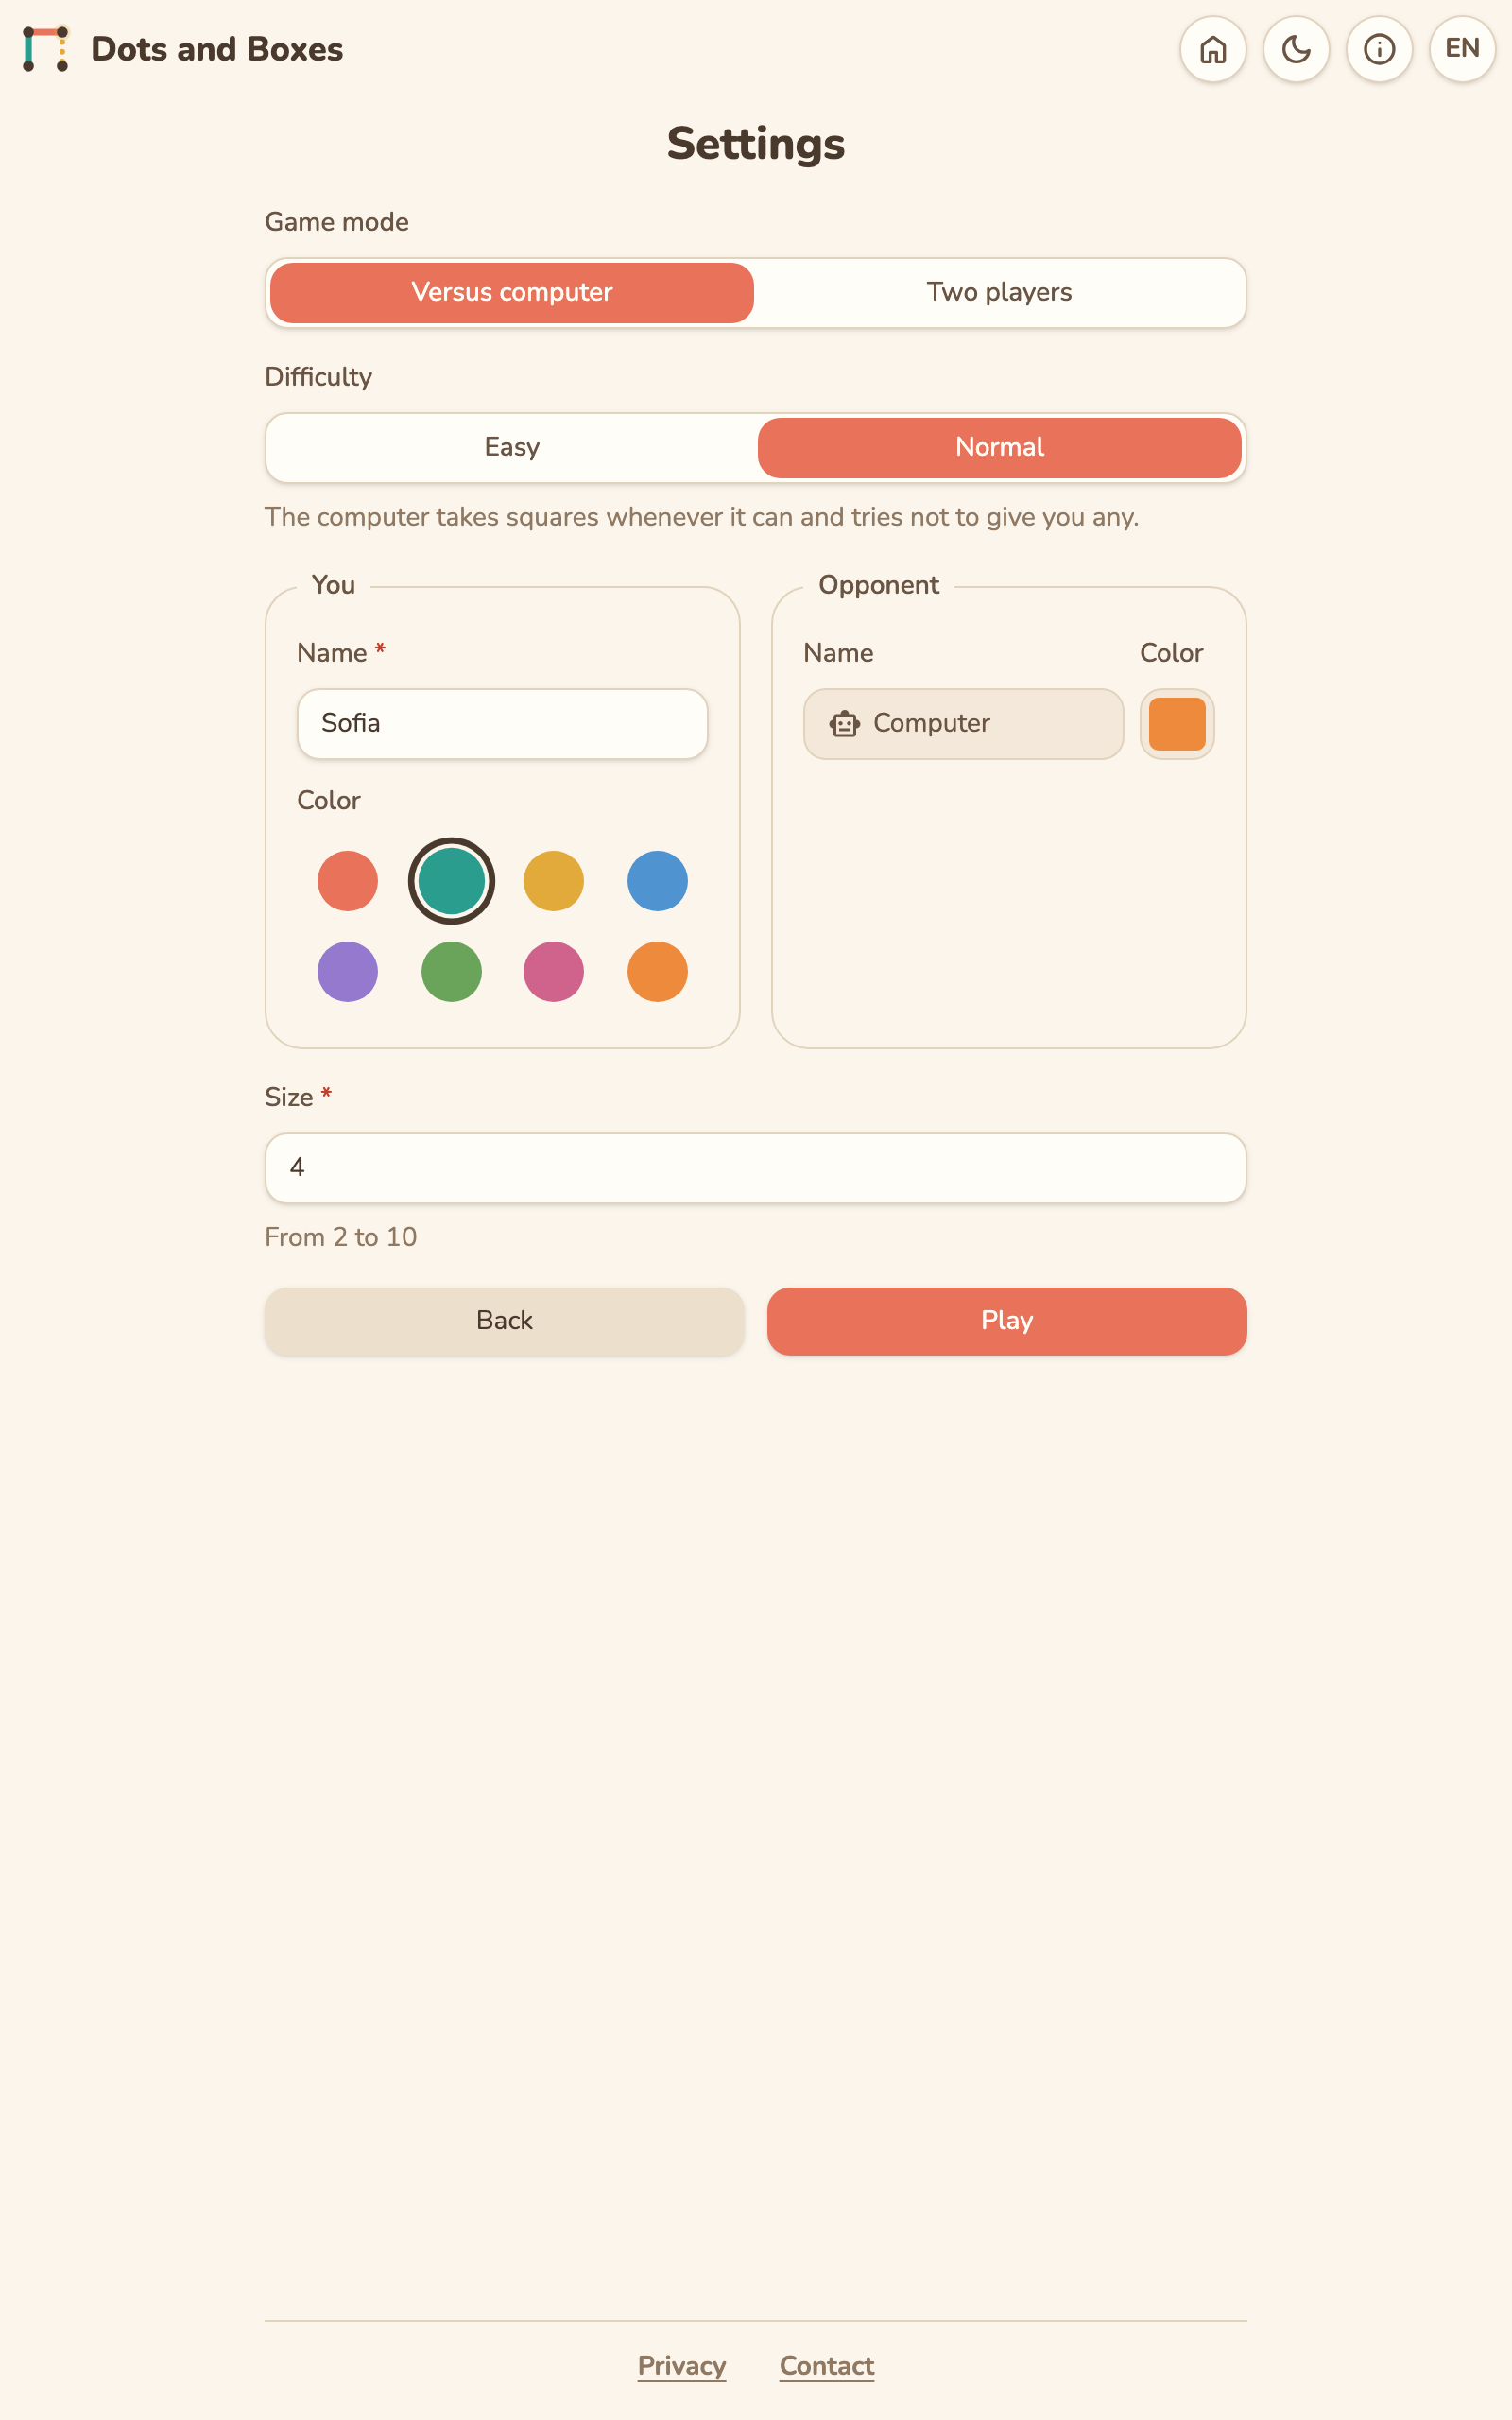 Dots and Boxes
EN
Settings
Game mode
Versus computer
Two players
Difficulty
Easy
Normal
The computer takes squares whenever it can and tries not to give you any.
You
Name *
Sofia
Color
Opponent
Name
Color
Computer
Size *
4
From 2 to 10
Back
Play
Privacy
Contact